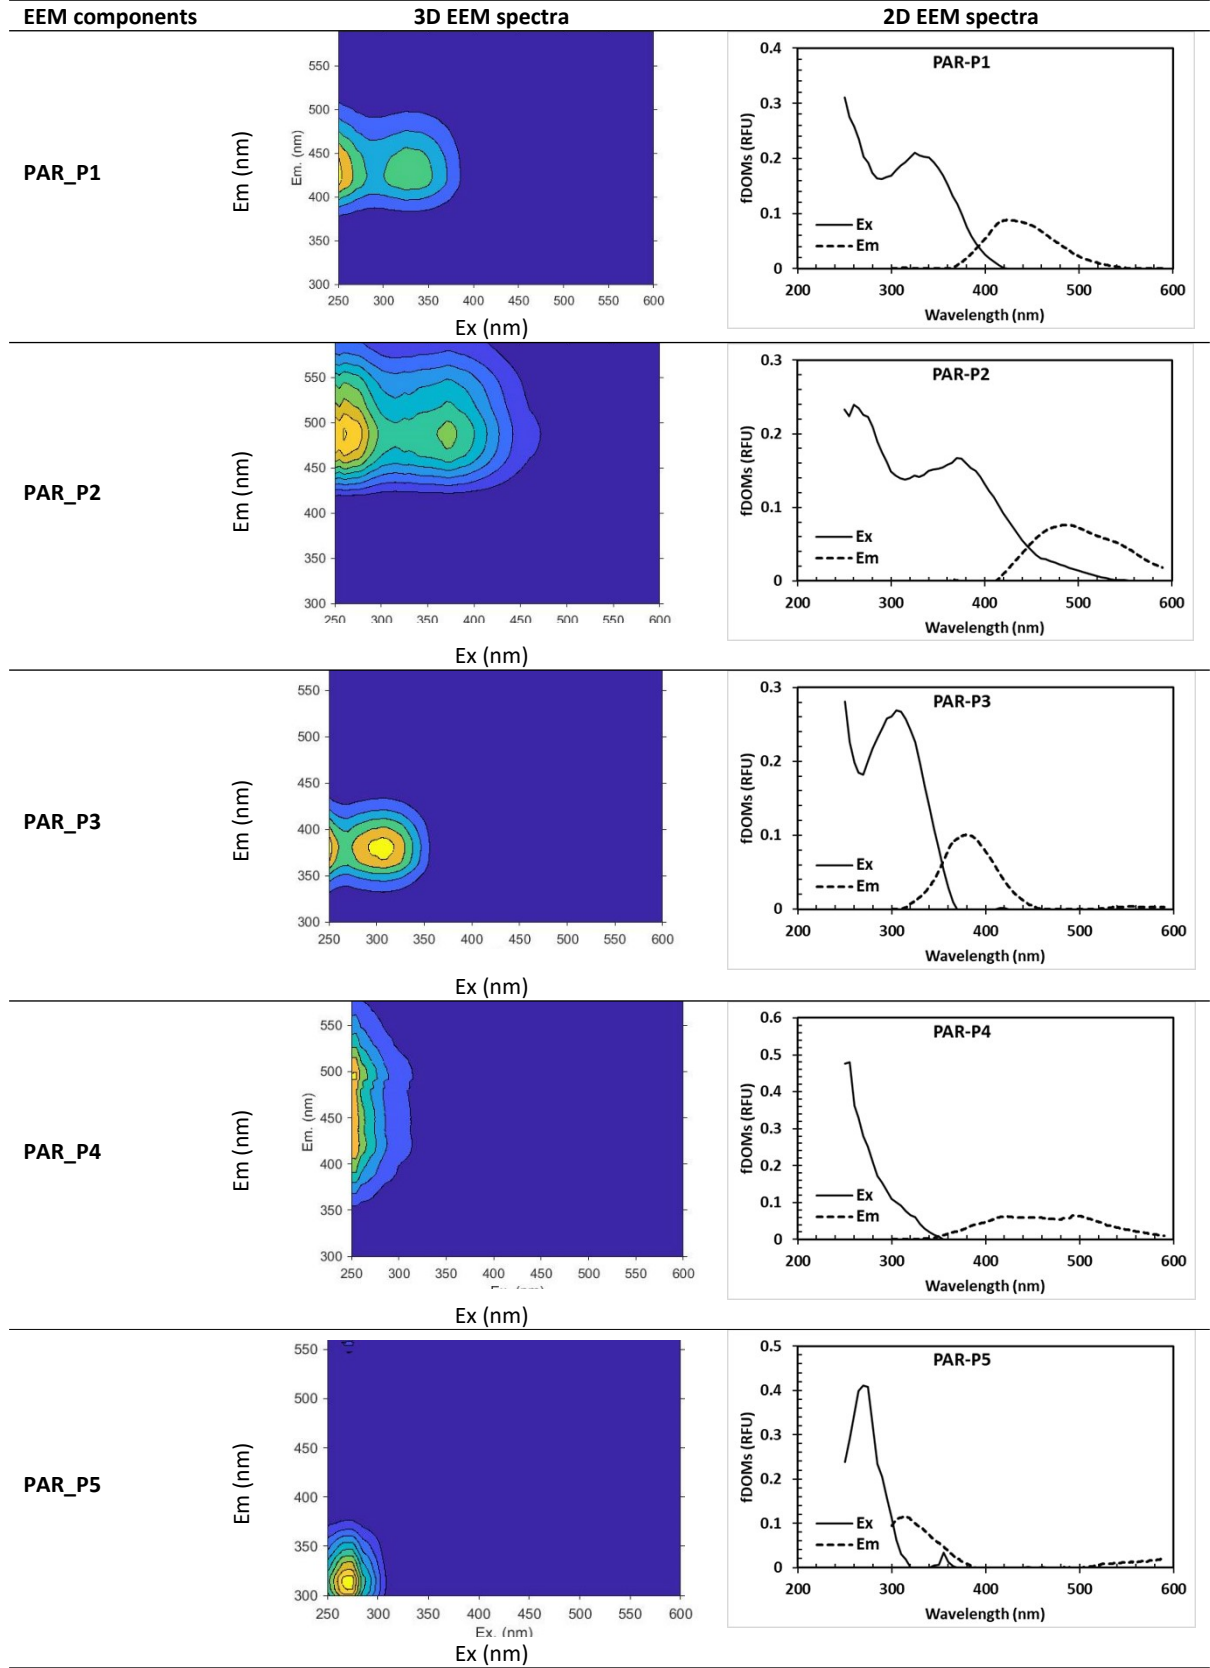 EEM components 3D EEM spectra 2D EEM spectra
PAR_P1
Em (nm)
Em. (nm)
550
500
450
400
350
300
250 300 350 400 450 500 550 600
Ex (nm)
PAR-P1
fDOMs (RFU)
0.4
0.3
0.2
0.1
0
Ex
Em
200 300 400 500 600
Wavelength (nm)
PAR_P2
Em (nm)
550
500
450
400
350
300
250 300 350 400 450 500 550 600
Ex (nm)
PAR-P2
fDOMs (RFU)
0.3
0.2
0.1
0
Ex
Em
200 300 400 500 600
Wavelength (nm)
PAR_P3
Em (nm)
550
500
450
400
350
300
250 300 350 400 450 500 550 600
Ex (nm)
PAR-P3
fDOMs (RFU)
0.3
0.2
0.1
0
Ex
Em
200 300 400 500 600
Wavelength (nm)
PAR_P4
Em (nm)
Em. (nm)
550
500
450
400
350
300
250 300 350 400 450 500 550 600
Ex (nm)
PAR-P4
fDOMs (RFU)
0.6
0.5
0.4
0.3
0.2
0.1
0
Ex
Em
200 300 400 500 600
Wavelength (nm)
PAR_P5
Em (nm)
550
500
450
400
350
300
250 300 350 400 450 500 550 600
Ex. (nm)
Ex (nm)
PAR-P5
fDOMs (RFU)
0.5
0.4
0.3
0.2
0.1
0
Ex
Em
200 300 400 500 600
Wavelength (nm)